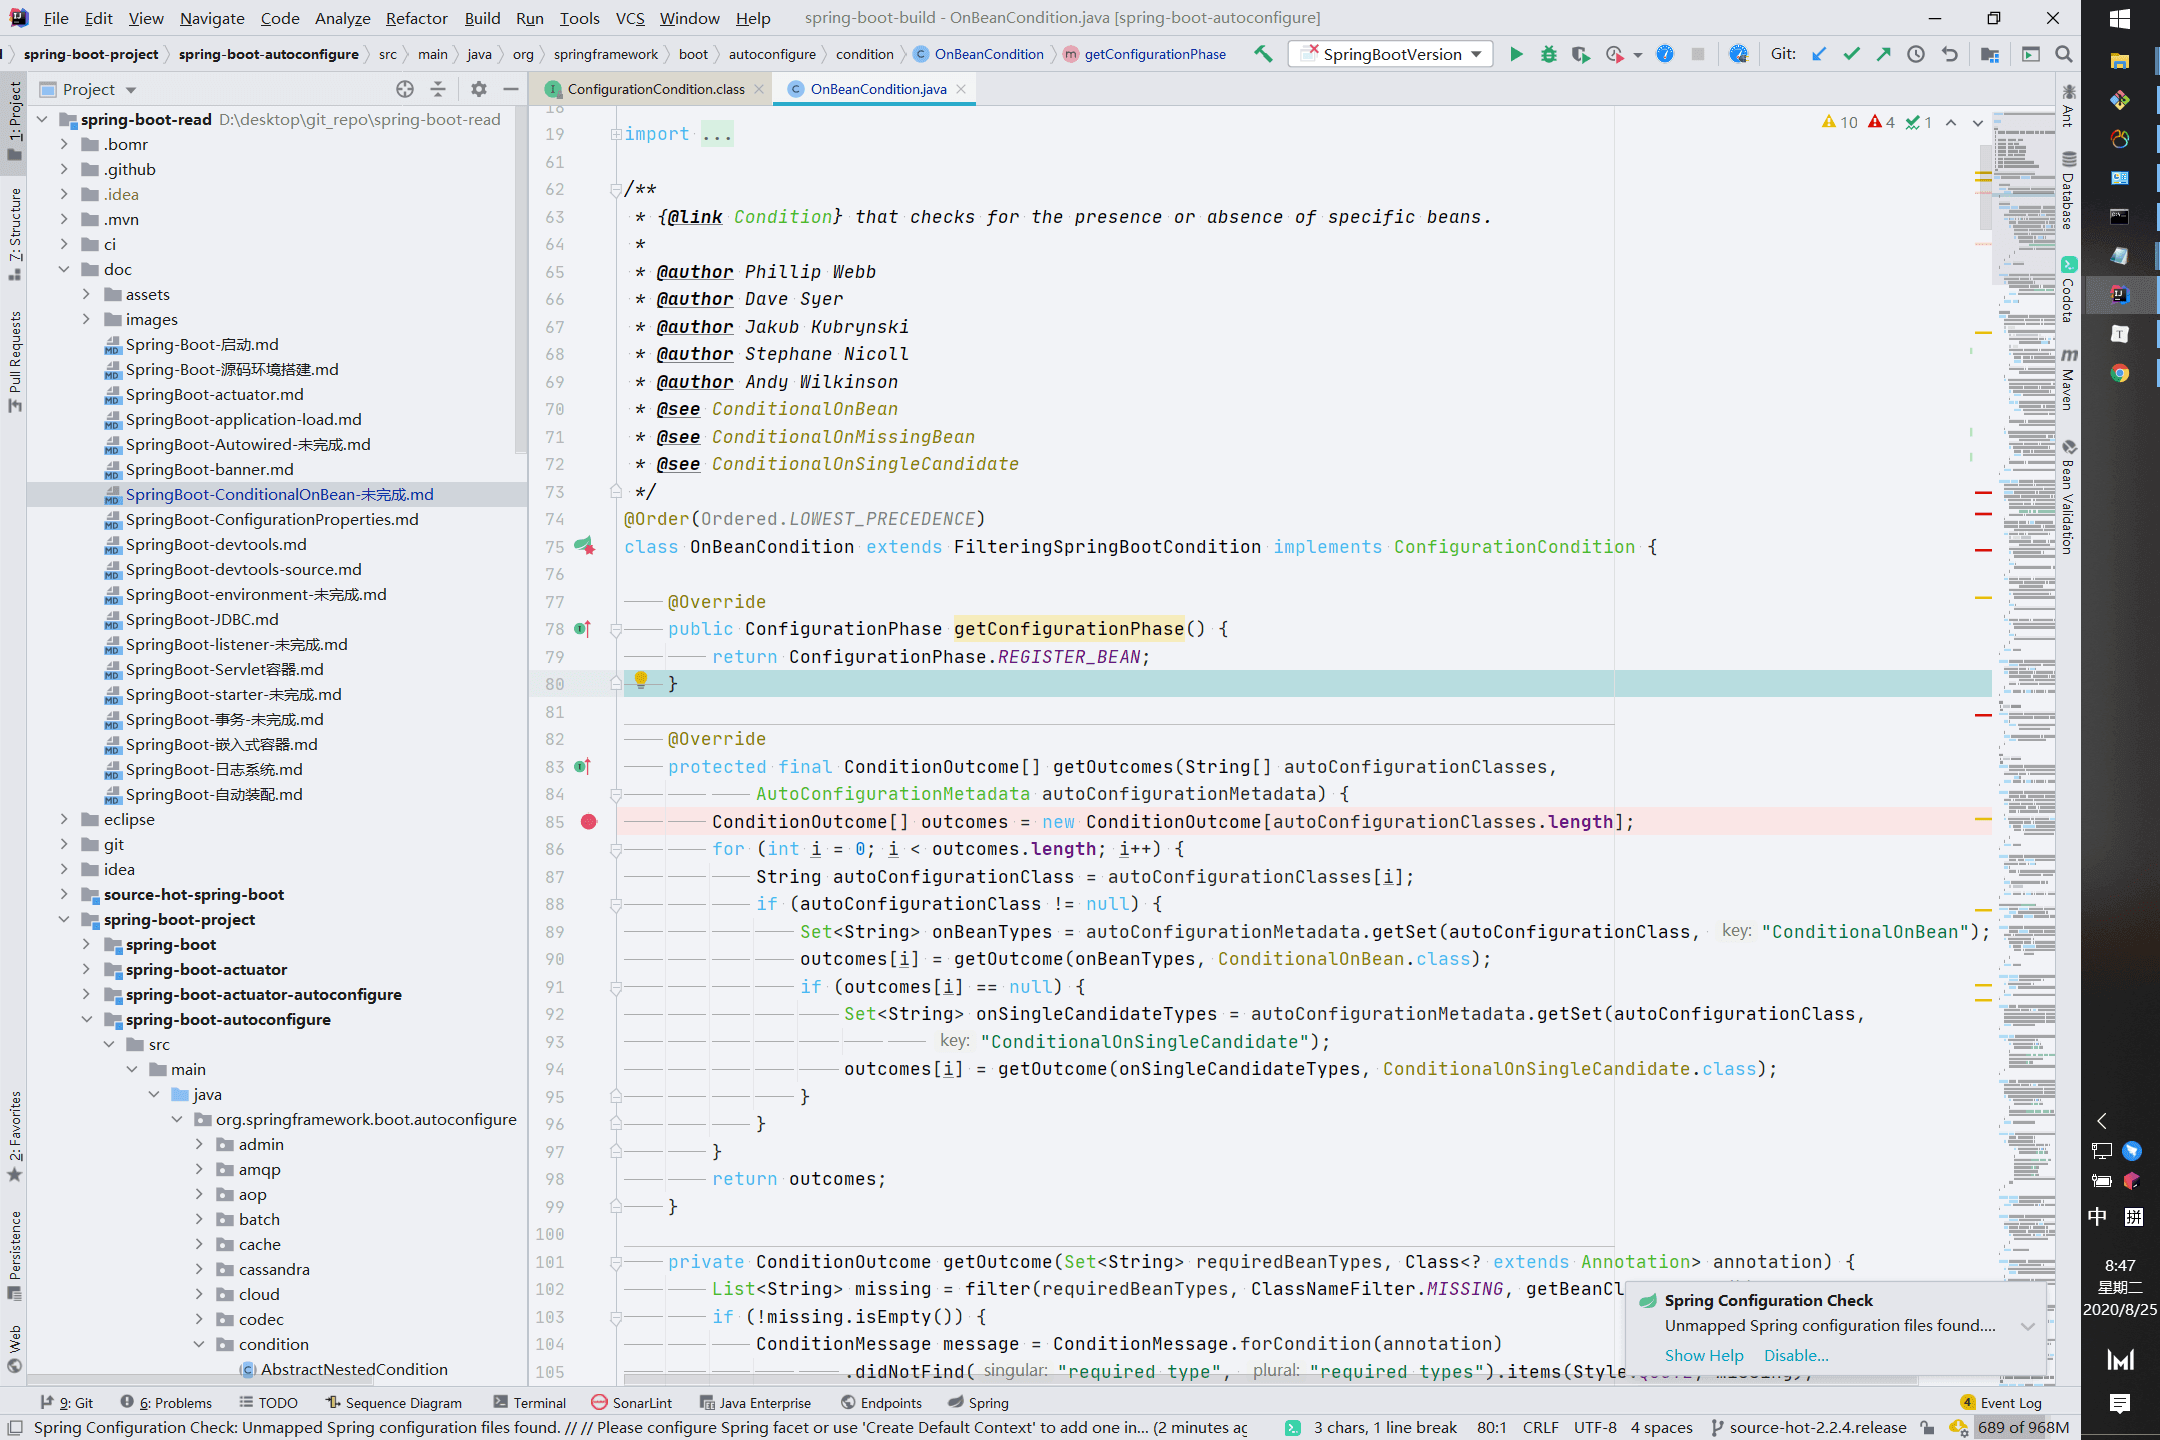 File Edit View Navigate Code Analyze Refactor Build Run Tools VCS Window Help spring-boot-build - OnBeanCondition.java [spring-boot-autoconfigure]
spring-boot-project spring-boot-autoconfigure src main java org springframework boot autoconfigure condition OnBeanCondition getConfigurationPhase SpringBootVersion Git:
1: Project
7: Structure
Pull Requests
2: Favorites
Persistence
Web
Project
spring-boot-read D:\desktop\git_repo\spring-boot-read
.bomr
.github
.idea
.mvn
ci
doc
assets
images
Spring-Boot-启动.md
Spring-Boot-源码环境搭建.md
SpringBoot-actuator.md
SpringBoot-application-load.md
SpringBoot-Autowired-未完成.md
SpringBoot-banner.md
SpringBoot-ConditionalOnBean-未完成.md
SpringBoot-ConfigurationProperties.md
SpringBoot-devtools.md
SpringBoot-devtools-source.md
SpringBoot-environment-未完成.md
SpringBoot-JDBC.md
SpringBoot-listener-未完成.md
SpringBoot-Servlet容器.md
SpringBoot-starter-未完成.md
SpringBoot-事务-未完成.md
SpringBoot-嵌入式容器.md
SpringBoot-日志系统.md
SpringBoot-自动装配.md
eclipse
git
idea
source-hot-spring-boot
spring-boot-project
spring-boot
spring-boot-actuator
spring-boot-actuator-autoconfigure
spring-boot-autoconfigure
src
main
java
org.springframework.boot.autoconfigure
admin
amqp
aop
batch
cache
cassandra
cloud
codec
condition
AbstractNestedCondition
ConfigurationCondition.class OnBeanCondition.java
10 4 1
18
19 import ...
61
62 /**
63 * {@link Condition} that checks for the presence or absence of specific beans.
64 *
65 * @author Phillip Webb
66 * @author Dave Syer
67 * @author Jakub Kubrynski
68 * @author Stephane Nicoll
69 * @author Andy Wilkinson
70 * @see ConditionalOnBean
71 * @see ConditionalOnMissingBean
72 * @see ConditionalOnSingleCandidate
73 */
74 @Order(Ordered.LOWEST_PRECEDENCE)
75 class OnBeanCondition extends FilteringSpringBootCondition implements ConfigurationCondition {
76
77 @Override
78 public ConfigurationPhase getConfigurationPhase() {
79 return ConfigurationPhase.REGISTER_BEAN;
80 }
81
82 @Override
83 protected final ConditionOutcome[] getOutcomes(String[] autoConfigurationClasses,
84 AutoConfigurationMetadata autoConfigurationMetadata) {
85 ConditionOutcome[] outcomes = new ConditionOutcome[autoConfigurationClasses.length];
86 for (int i = 0; i < outcomes.length; i++) {
87 String autoConfigurationClass = autoConfigurationClasses[i];
88 if (autoConfigurationClass != null) {
89 Set<String> onBeanTypes = autoConfigurationMetadata.getSet(autoConfigurationClass, key: "ConditionalOnBean");
90 outcomes[i] = getOutcome(onBeanTypes, ConditionalOnBean.class);
91 if (outcomes[i] == null) {
92 Set<String> onSingleCandidateTypes = autoConfigurationMetadata.getSet(autoConfigurationClass,
93 key: "ConditionalOnSingleCandidate");
94 outcomes[i] = getOutcome(onSingleCandidateTypes, ConditionalOnSingleCandidate.class);
95 }
96 }
97 }
98 return outcomes;
99 }
100
101 private ConditionOutcome getOutcome(Set<String> requiredBeanTypes, Class<? extends Annotation> annotation) {
102 List<String> missing = filter(requiredBeanTypes, ClassNameFilter.MISSING, getBeanCl
103 if (!missing.isEmpty()) {
104 ConditionMessage message = ConditionMessage.forCondition(annotation)
105 .didNotFind( singular: "required type", plural: "required types").items(Style.QUOTE, missing);
Spring Configuration Check
Unmapped Spring configuration files found....
Show Help Disable...
Ant
Database
Codota
Maven
Bean Validation
中 拼
8:47
星期二
2020/8/25
9: Git 6: Problems TODO Sequence Diagram Terminal SonarLint Java Enterprise Endpoints Spring 4 Event Log
Spring Configuration Check: Unmapped Spring configuration files found. // // Please configure Spring facet or use 'Create Default Context' to add one in... (2 minutes ag 3 chars, 1 line break 80:1 CRLF UTF-8 4 spaces source-hot-2.2.4.release 689 of 968M